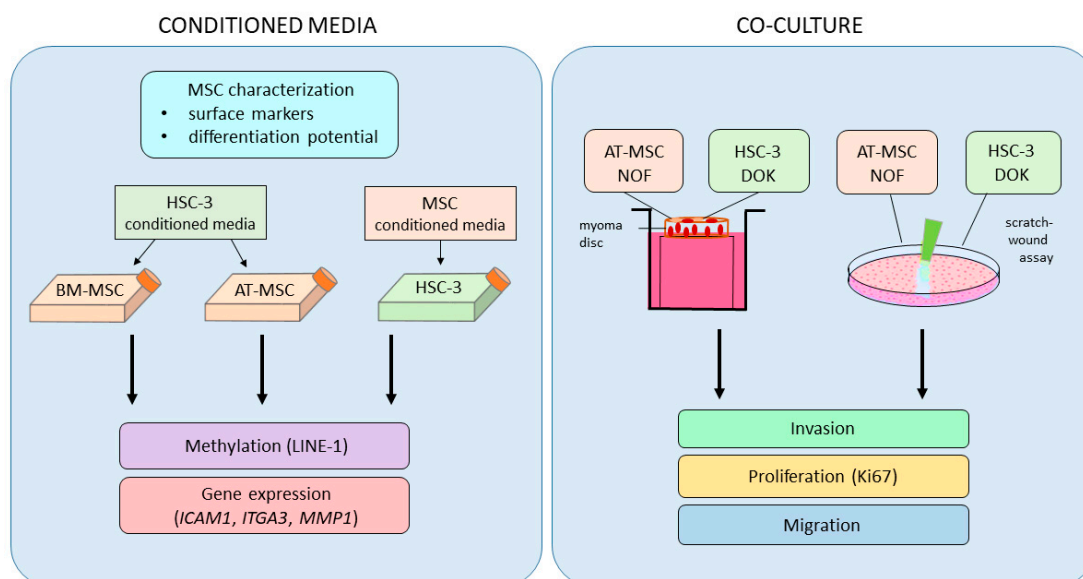 CONDITIONED MEDIA
MSC characterization
• surface markers
• differentiation potential
HSC-3
conditioned media
MSC
conditioned media
BM-MSC
AT-MSC
HSC-3
Methylation (LINE-1)
Gene expression
(ICAM1, ITGA3, MMP1)
CO-CULTURE
AT-MSC
NOF
HSC-3
DOK
myoma
disc
AT-MSC
NOF
HSC-3
DOK
scratch-
wound
assay
Invasion
Proliferation (Ki67)
Migration